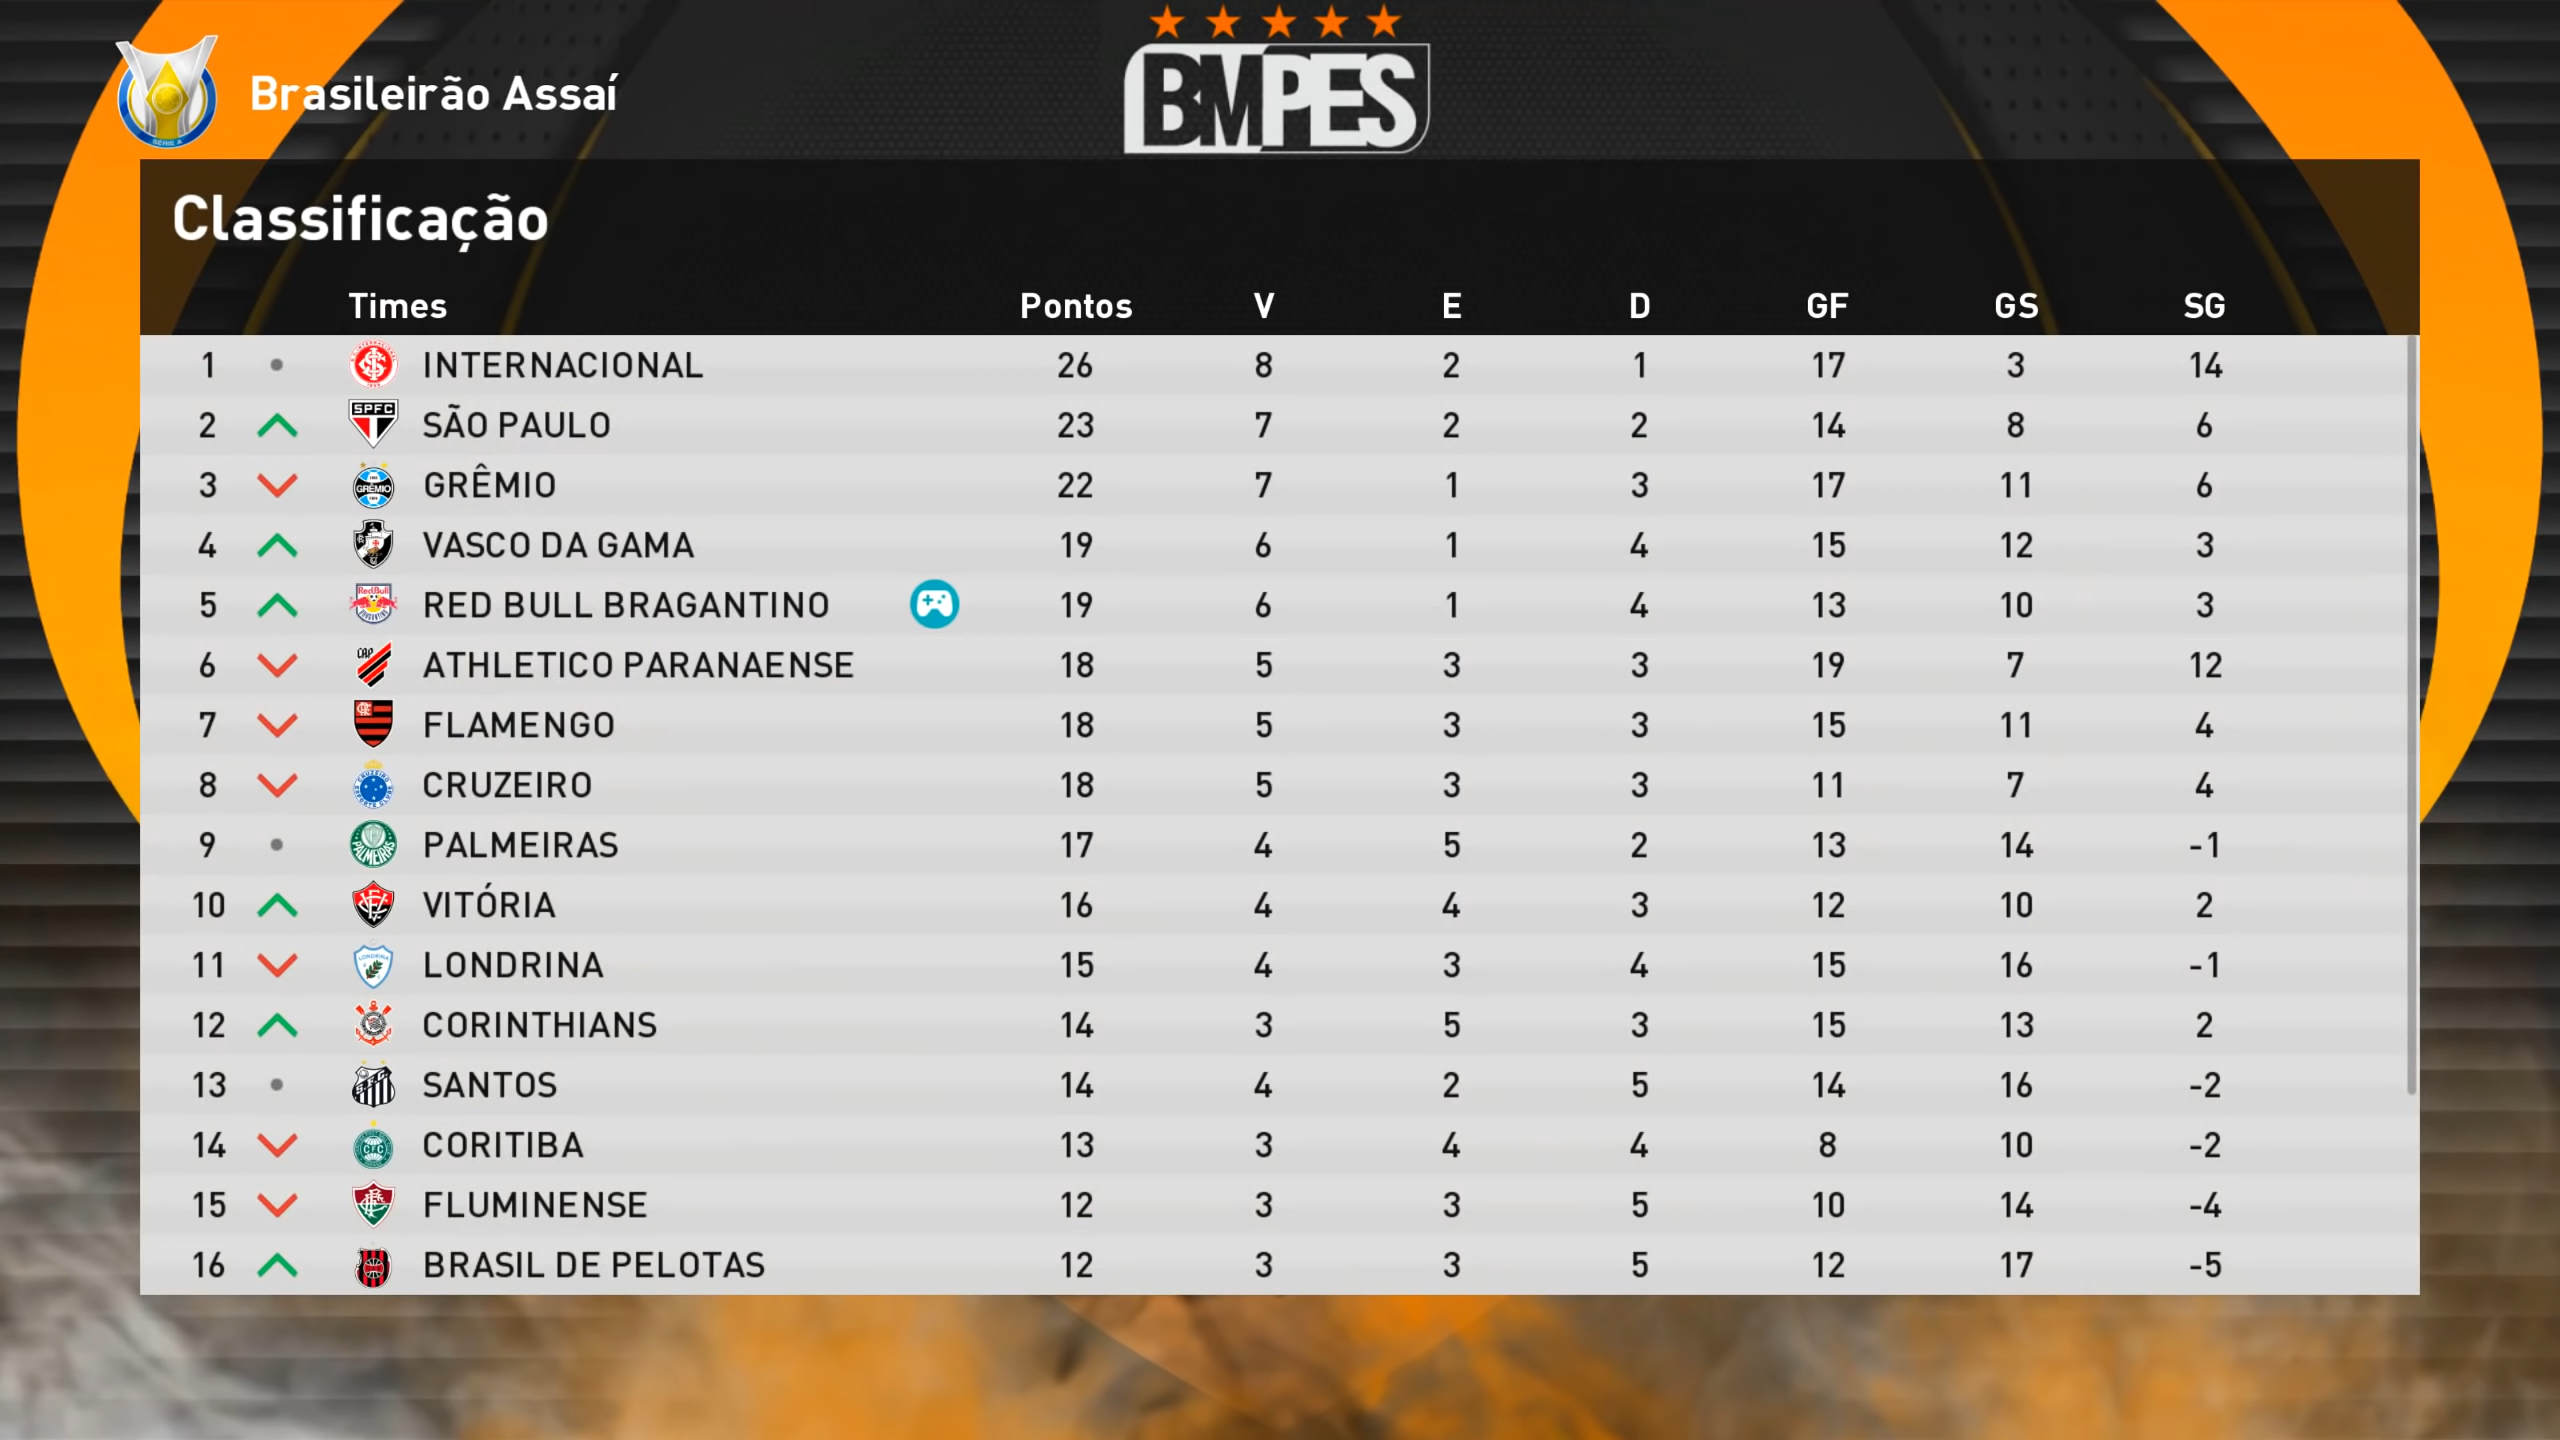 BMPES
Brasileirão Assaí
Classificação
Times Pontos V E D GF GS SG
1 INTERNACIONAL 26 8 2 1 17 3 14
2 SPFC SÃO PAULO 23 7 2 2 14 8 6
3 GRÊMIO GRÊMIO 22 7 1 3 17 11 6
4 VASCO DA GAMA 19 6 1 4 15 12 3
5 RedBull RED BULL BRAGANTINO 19 6 1 4 13 10 3
6 CAP ATHLETICO PARANAENSE 18 5 3 3 19 7 12
7 FLAMENGO 18 5 3 3 15 11 4
8 CRUZEIRO 18 5 3 3 11 7 4
9 PALMEIRAS PALMEIRAS 17 4 5 2 13 14 -1
10 VITÓRIA 16 4 4 3 12 10 2
11 LONDRINA LONDRINA 15 4 3 4 15 16 -1
12 CORINTHIANS 14 3 5 3 15 13 2
13 SANTOS 14 4 2 5 14 16 -2
14 CFC CORITIBA 13 3 4 4 8 10 -2
15 FLUMINENSE 12 3 3 5 10 14 -4
16 BRASIL DE PELOTAS 12 3 3 5 12 17 -5